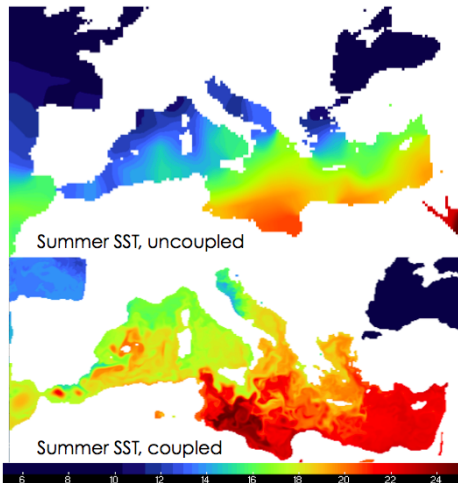 Summer SST, uncoupled
Summer SST, coupled
6 8 10 12 14 16 18 20 22 24